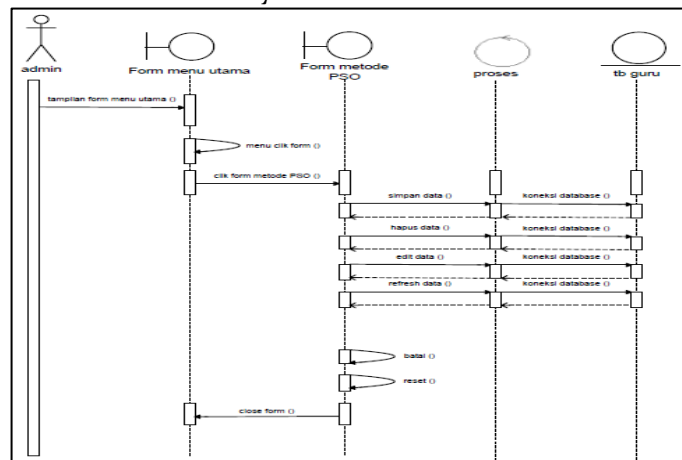 admin
Form menu utama
Form metode
PSO
proses
tb guru
tampilan form menu utama ()
menu clik form ()
clik form metode PSO ()
simpan data ()
koneksi database ()
hapus data ()
koneksi database ()
edit data ()
koneksi database ()
refresh data ()
koneksi database ()
batal ()
reset ()
close form ()